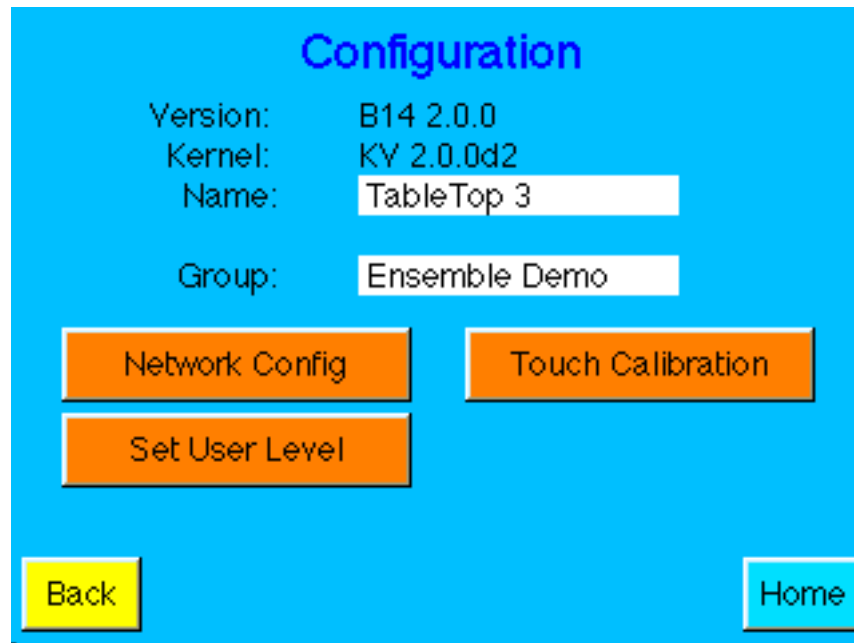 Configuration
Version: B14 2.0.0
Kernel: KV 2.0.0d2
Name: TableTop 3
Group: Ensemble Demo
Network Config Touch Calibration
Set User Level
Back Home